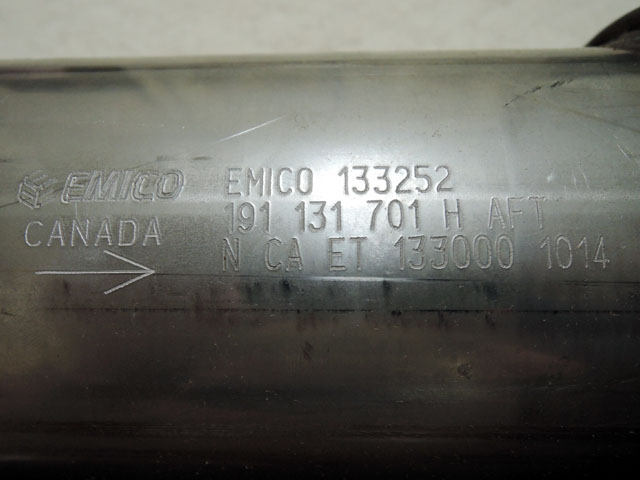 EMICO EMICO 133252
CANADA 191 131 701 H AFT
N CA ET 133000 1014